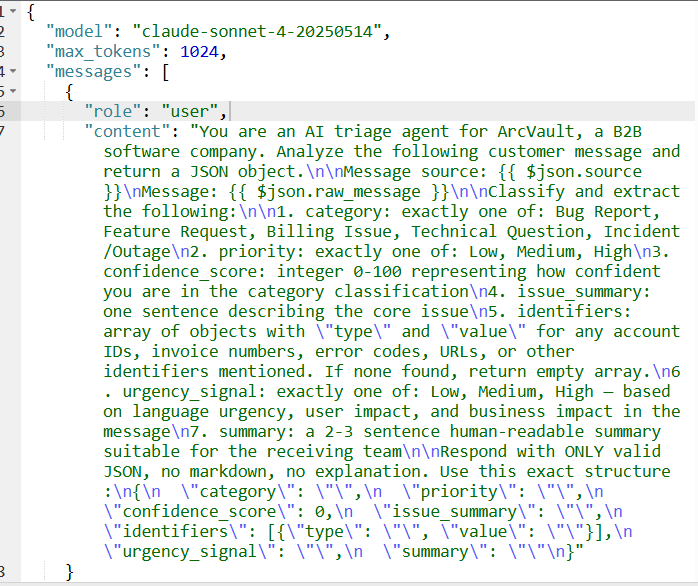 1 {
2 "model": "claude-sonnet-4-20250514",
3 "max_tokens": 1024,
4 "messages": [
5 {
6 "role": "user",
7 "content": "You are an AI triage agent for ArcVault, a B2B
software company. Analyze the following customer message and
return a JSON object.\n\nMessage source: {{ $json.source
}}\nMessage: {{ $json.raw_message }}\n\nClassify and extract
the following:\n\n1. category: exactly one of: Bug Report,
Feature Request, Billing Issue, Technical Question, Incident
/Outage\n2. priority: exactly one of: Low, Medium, High\n3.
confidence_score: integer 0-100 representing how confident
you are in the category classification\n4. issue_summary:
one sentence describing the core issue\n5. identifiers:
array of objects with \"type\" and \"value\" for any account
IDs, invoice numbers, error codes, URLs, or other
identifiers mentioned. If none found, return empty array.\n6
. urgency_signal: exactly one of: Low, Medium, High — based
on language urgency, user impact, and business impact in the
message\n7. summary: a 2-3 sentence human-readable summary
suitable for the receiving team\n\nRespond with ONLY valid
JSON, no markdown, no explanation. Use this exact structure
:\n{\n  \"category\": \"\",\n  \"priority\": \"\",\n
\"confidence_score\": 0,\n  \"issue_summary\": \"\",\n
\"identifiers\": [{\"type\": \"\", \"value\": \"\"}],\n
\"urgency_signal\": \"\",\n  \"summary\": \"\"\n}"
8 }